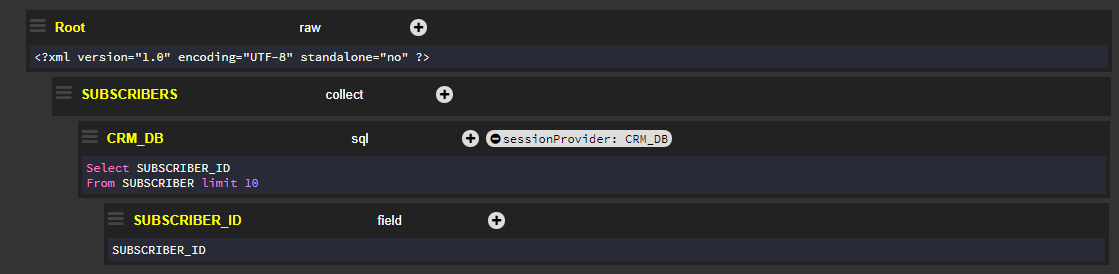 Root raw
<?xml version="1.0" encoding="UTF-8" standalone="no" ?>
SUBSCRIBERS collect
CRM_DB sql sessionProvider: CRM_DB
Select SUBSCRIBER_ID
From SUBSCRIBER limit 10
SUBSCRIBER_ID field
SUBSCRIBER_ID